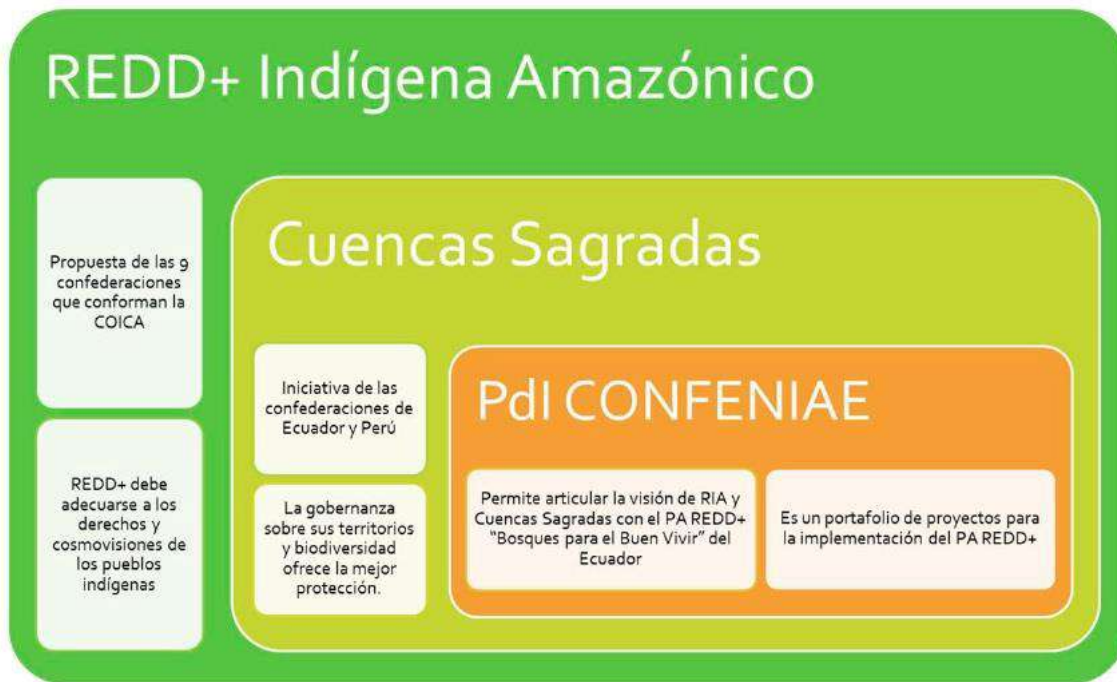 REDD+ Indígena Amazónico
Propuesta de las 9
confederaciones
que conforman la
COICA
REDD+ debe
adecuarse a los
derechos y
cosmovisiones de
los pueblos
indígenas
Cuencas Sagradas
Iniciativa de las
confederaciones de
Ecuador y Perú
La gobernanza
sobre sus territorios
y biodiversidad
ofrece la mejor
protección.
PdI CONFENIAE
Permite articular la visión de RIA y
Cuencas Sagradas con el PA REDD+
“Bosques para el Buen Vivir” del
Ecuador
Es un portafolio de proyectos para
la implementación del PA REDD+